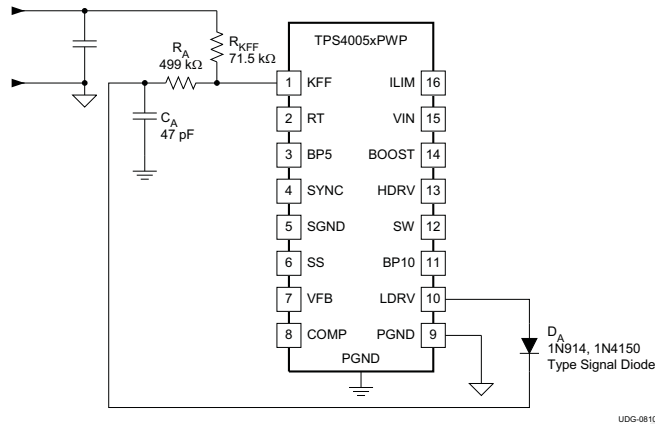 TPS4005xPWP
R_A
499 kΩ
R_KFF
71.5 kΩ
C_A
47 pF
1 KFF
ILIM 16
2 RT
VIN 15
3 BP5
BOOST 14
4 SYNC
HDRV 13
5 SGND
SW 12
6 SS
BP10 11
7 VFB
LDRV 10
8 COMP
PGND 9
PGND
D_A
1N914, 1N4150
Type Signal Diode
UDG-0810